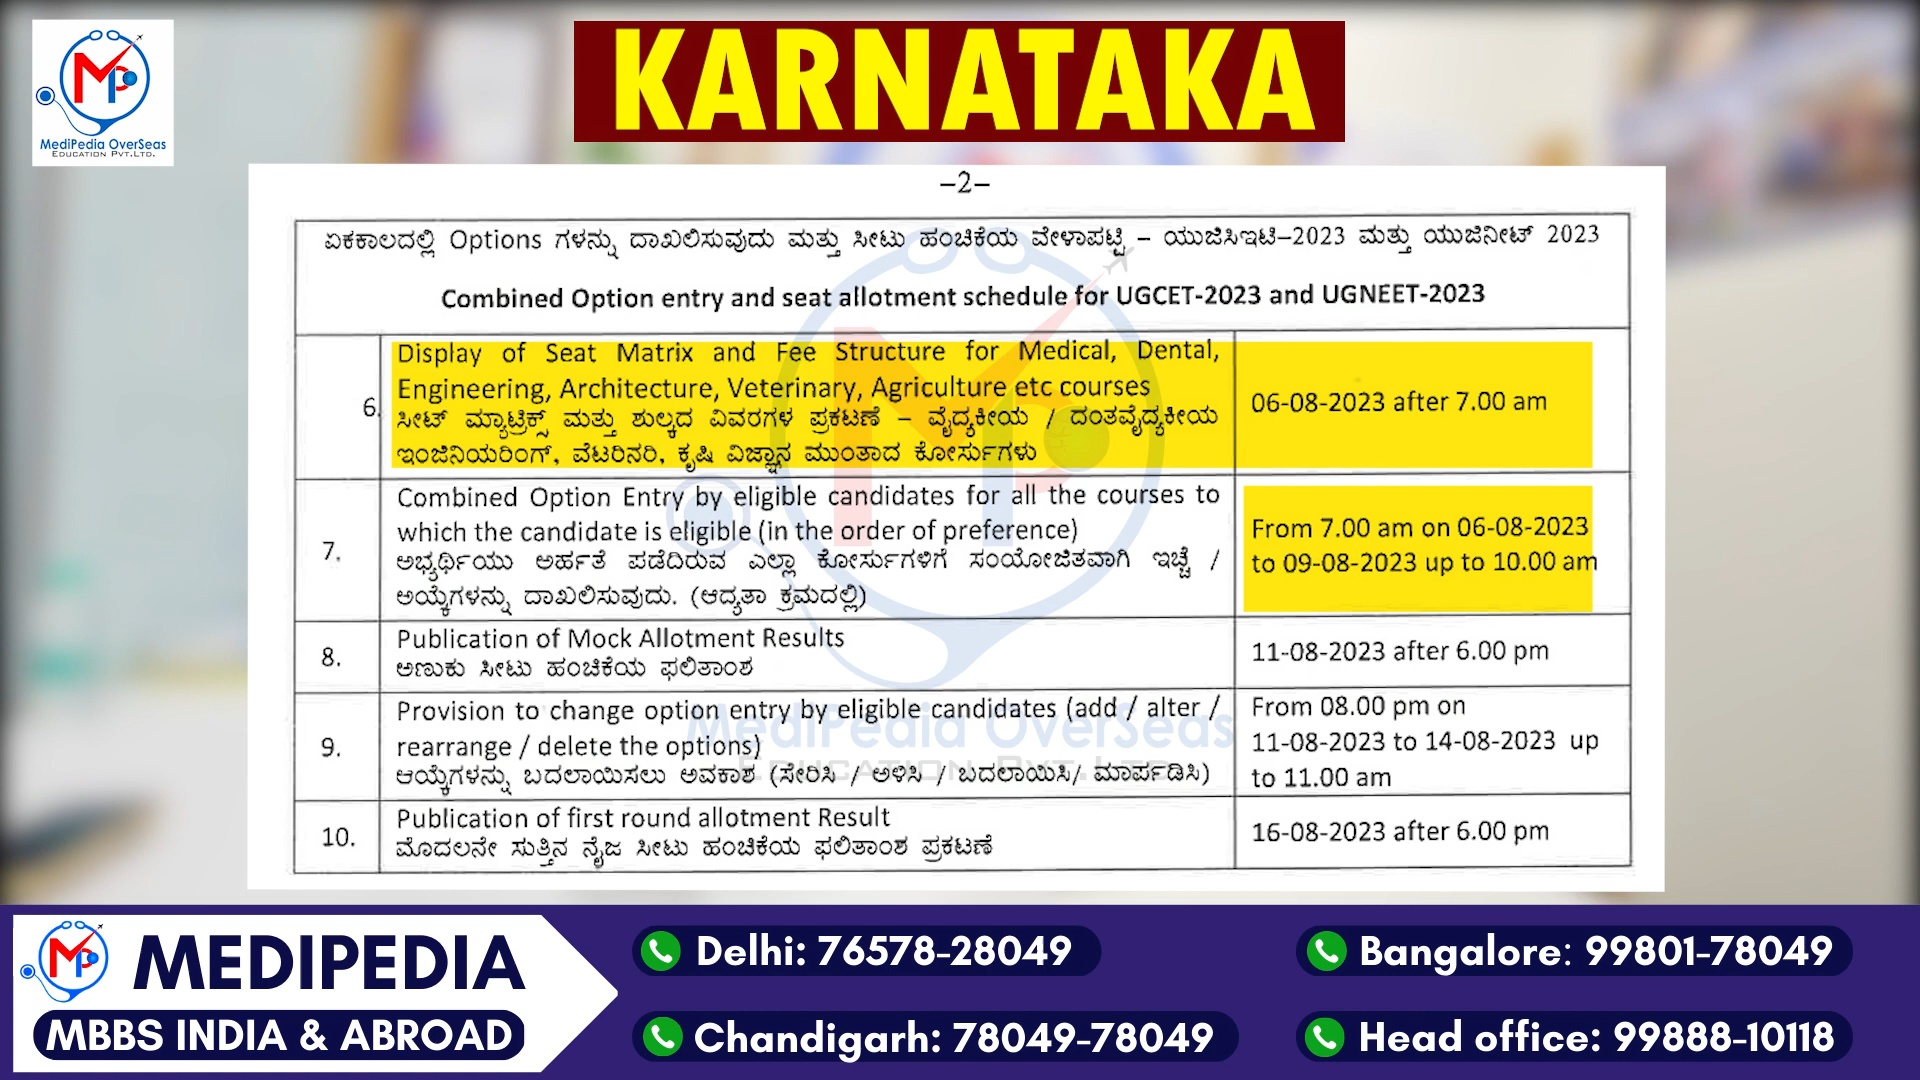 MP
MediPedia OverSeas
Education Pvt.Ltd.
KARNATAKA
–2–
ಏಕಕಾಲದಲ್ಲಿ Options ಗಳನ್ನು ದಾಖಲಿಸುವುದು ಮತ್ತು ಸೀಟು ಹಂಚಿಕೆಯ ವೇಳಾಪಟ್ಟಿ – ಯುಜಿಸಿಇಟಿ–2023 ಮತ್ತು ಯುಜಿನೀಟ್ 2023
Combined Option entry and seat allotment schedule for UGCET-2023 and UGNEET-2023
6.
Display of Seat Matrix and Fee Structure for Medical, Dental,
Engineering, Architecture, Veterinary, Agriculture etc courses
ಸೀಟ್ ಮ್ಯಾಟ್ರಿಕ್ಸ್ ಮತ್ತು ಶುಲ್ಕದ ವಿವರಗಳ ಪ್ರಕಟಣೆ – ವೈದ್ಯಕೀಯ / ದಂತವೈದ್ಯಕೀಯ
ಇಂಜಿನಿಯರಿಂಗ್, ವೆಟರಿನರಿ, ಕೃಷಿ ವಿಜ್ಞಾನ ಮುಂತಾದ ಕೋರ್ಸುಗಳು
06-08-2023 after 7.00 am
7.
Combined Option Entry by eligible candidates for all the courses to
which the candidate is eligible (in the order of preference)
ಅಭ್ಯರ್ಥಿಯು ಅರ್ಹತೆ ಪಡೆದಿರುವ ಎಲ್ಲಾ ಕೋರ್ಸುಗಳಿಗೆ ಸಂಯೋಜಿತವಾಗಿ ಇಚ್ಛೆ /
ಆಯ್ಕೆಗಳನ್ನು ದಾಖಲಿಸುವುದು. (ಆದ್ಯತಾ ಕ್ರಮದಲ್ಲಿ)
From 7.00 am on 06-08-2023
to 09-08-2023 up to 10.00 am
8.
Publication of Mock Allotment Results
ಅಣುಕು ಸೀಟು ಹಂಚಿಕೆಯ ಫಲಿತಾಂಶ
11-08-2023 after 6.00 pm
9.
Provision to change option entry by eligible candidates (add / alter /
rearrange / delete the options)
ಆಯ್ಕೆಗಳನ್ನು ಬದಲಾಯಿಸಲು ಅವಕಾಶ (ಸೇರಿಸಿ / ಅಳಿಸಿ / ಬದಲಾಯಿಸಿ/ ಮಾರ್ಪಡಿಸಿ)
From 08.00 pm on
11-08-2023 to 14-08-2023 up
to 11.00 am
10.
Publication of first round allotment Result
ಮೊದಲನೇ ಸುತ್ತಿನ ನೈಜ ಸೀಟು ಹಂಚಿಕೆಯ ಫಲಿತಾಂಶ ಪ್ರಕಟಣೆ
16-08-2023 after 6.00 pm
MP
MediPedia OverSeas
Education Pvt.Ltd.
MP
MEDIPEDIA
MBBS INDIA & ABROAD
Delhi: 76578-28049
Bangalore: 99801-78049
Chandigarh: 78049-78049
Head office: 99888-10118